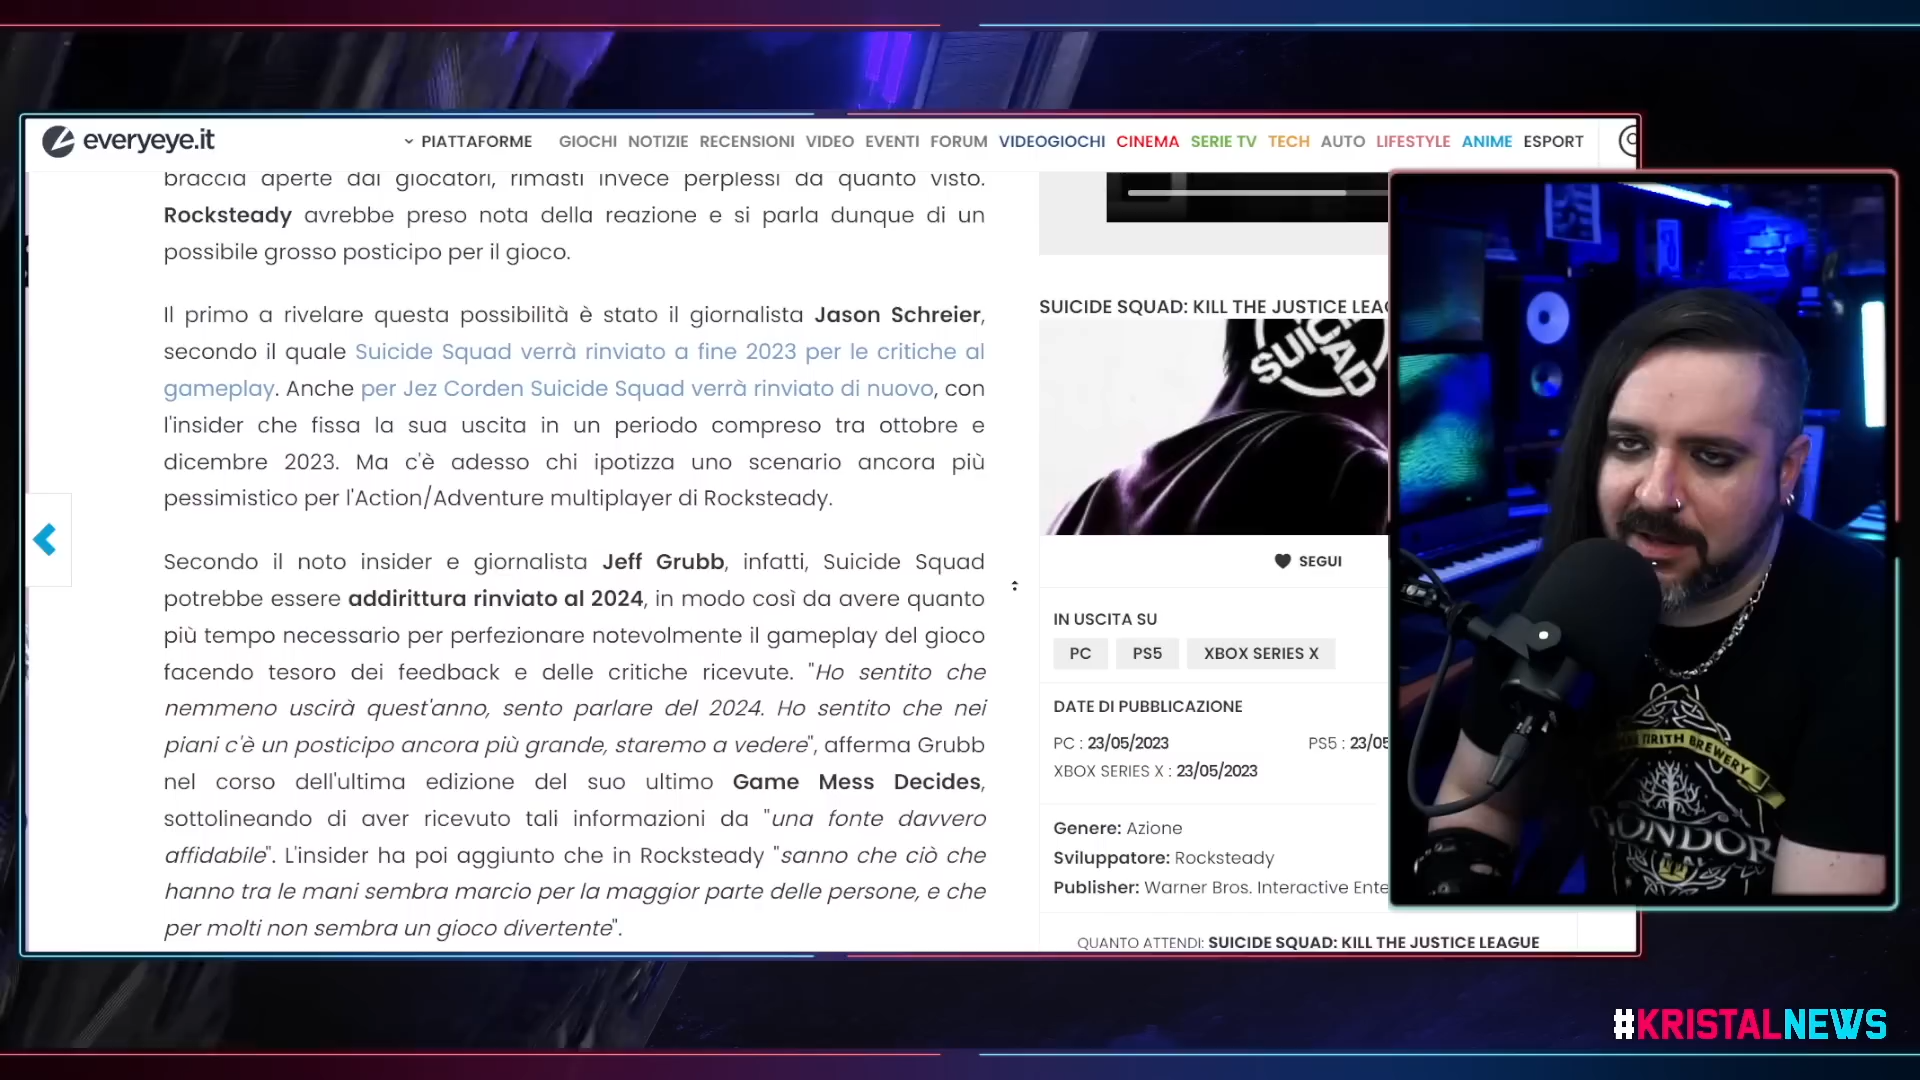 everyeye.it
PIATTAFORME GIOCHI NOTIZIE RECENSIONI VIDEO EVENTI FORUM VIDEOGIOCHI CINEMA SERIE TV TECH AUTO LIFESTYLE ANIME ESPORT
braccia aperte dai giocatori, rimasti invece perplessi da quanto visto.
Rocksteady avrebbe preso nota della reazione e si parla dunque di un
possibile grosso posticipo per il gioco.
Il primo a rivelare questa possibilità è stato il giornalista Jason Schreier,
secondo il quale Suicide Squad verrà rinviato a fine 2023 per le critiche al
gameplay. Anche per Jez Corden Suicide Squad verrà rinviato di nuovo, con
l'insider che fissa la sua uscita in un periodo compreso tra ottobre e
dicembre 2023. Ma c'è adesso chi ipotizza uno scenario ancora più
pessimistico per l'Action/Adventure multiplayer di Rocksteady.
Secondo il noto insider e giornalista Jeff Grubb, infatti, Suicide Squad
potrebbe essere addirittura rinviato al 2024, in modo così da avere quanto
più tempo necessario per perfezionare notevolmente il gameplay del gioco
facendo tesoro dei feedback e delle critiche ricevute. "Ho sentito che
nemmeno uscirà quest'anno, sento parlare del 2024. Ho sentito che nei
piani c'è un posticipo ancora più grande, staremo a vedere", afferma Grubb
nel corso dell'ultima edizione del suo ultimo Game Mess Decides,
sottolineando di aver ricevuto tali informazioni da "una fonte davvero
affidabile". L'insider ha poi aggiunto che in Rocksteady "sanno che ciò che
hanno tra le mani sembra marcio per la maggior parte delle persone, e che
per molti non sembra un gioco divertente".
SUICIDE SQUAD: KILL THE JUSTICE LEAG
SUICIDE
SQUAD
SEGUI
IN USCITA SU
PC PS5 XBOX SERIES X
DATE DI PUBBLICAZIONE
PC : 23/05/2023 PS5 : 23/05
XBOX SERIES X : 23/05/2023
Genere: Azione
Sviluppatore: Rocksteady
Publisher: Warner Bros. Interactive Ente
QUANTO ATTENDI: SUICIDE SQUAD: KILL THE JUSTICE LEAGUE
TIRITH BREWERY
GONDOR
#KRISTALNEWS